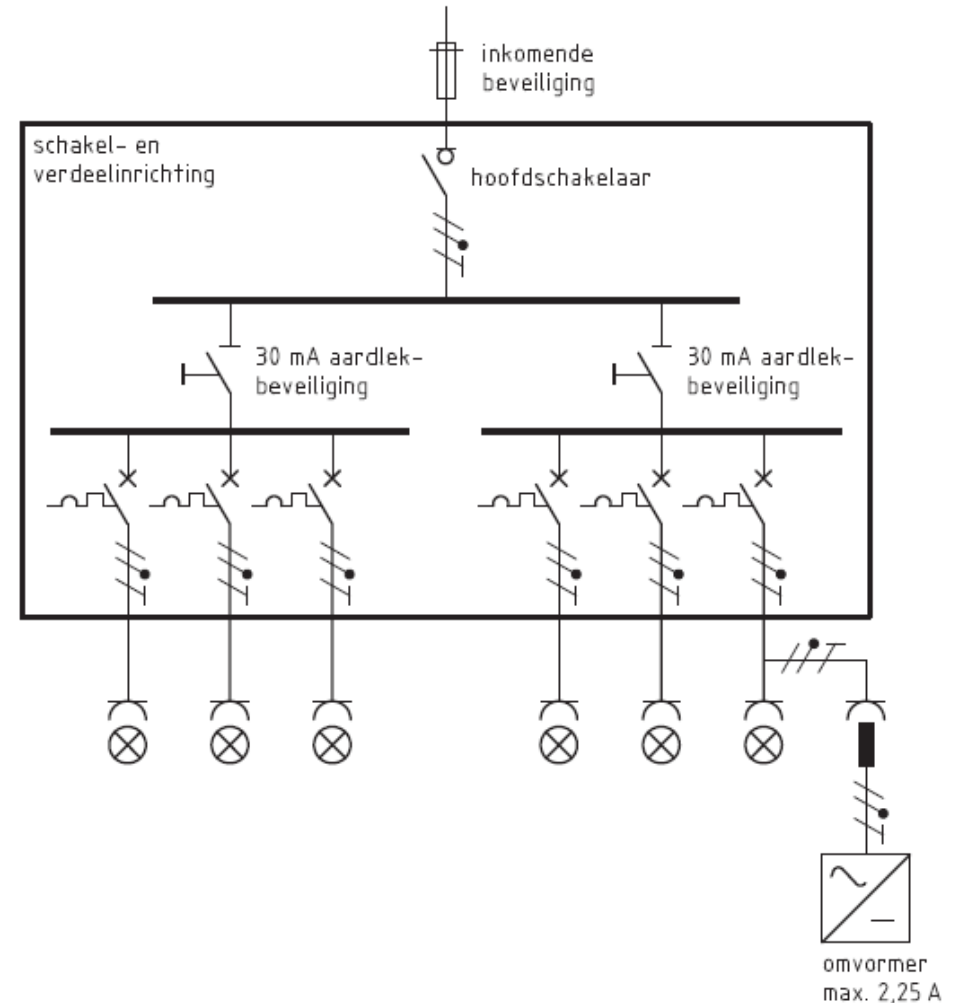 inkomende
beveiliging
schakel- en
verdeelinrichting
hoofdschakelaar
30 mA aardlek-
beveiliging
30 mA aardlek-
beveiliging
omvormer
max. 2,25 A